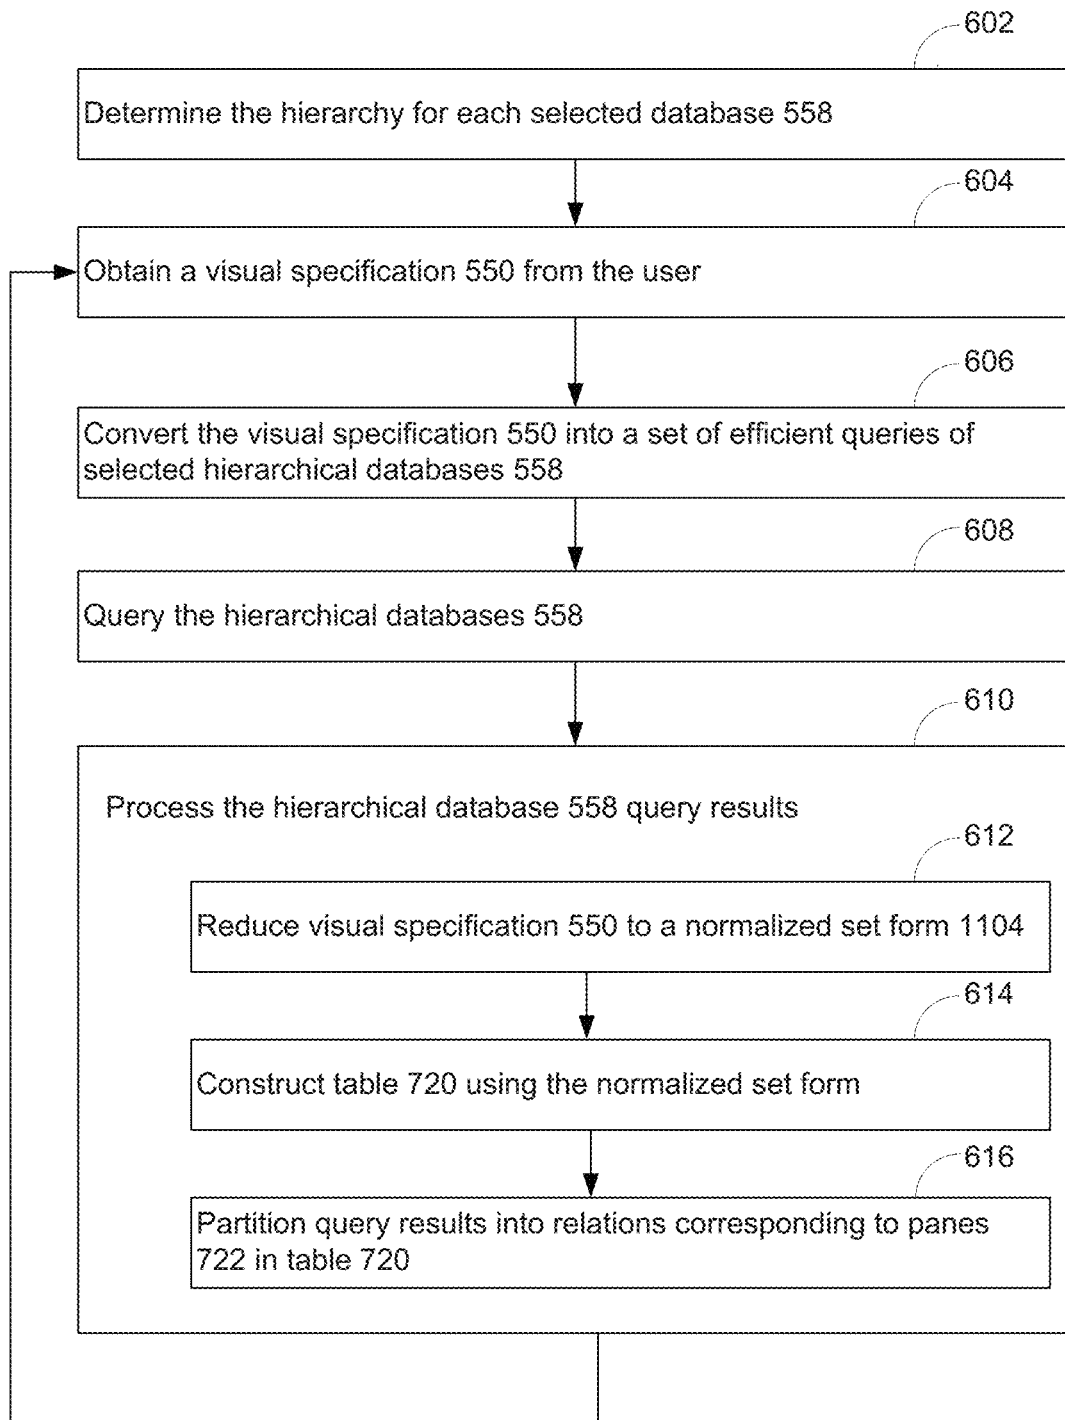 602
Determine the hierarchy for each selected database 558
604
Obtain a visual specification 550 from the user
606
Convert the visual specification 550 into a set of efficient queries of
selected hierarchical databases 558
608
Query the hierarchical databases 558
610
Process the hierarchical database 558 query results
612
Reduce visual specification 550 to a normalized set form 1104
614
Construct table 720 using the normalized set form
616
Partition query results into relations corresponding to panes
722 in table 720